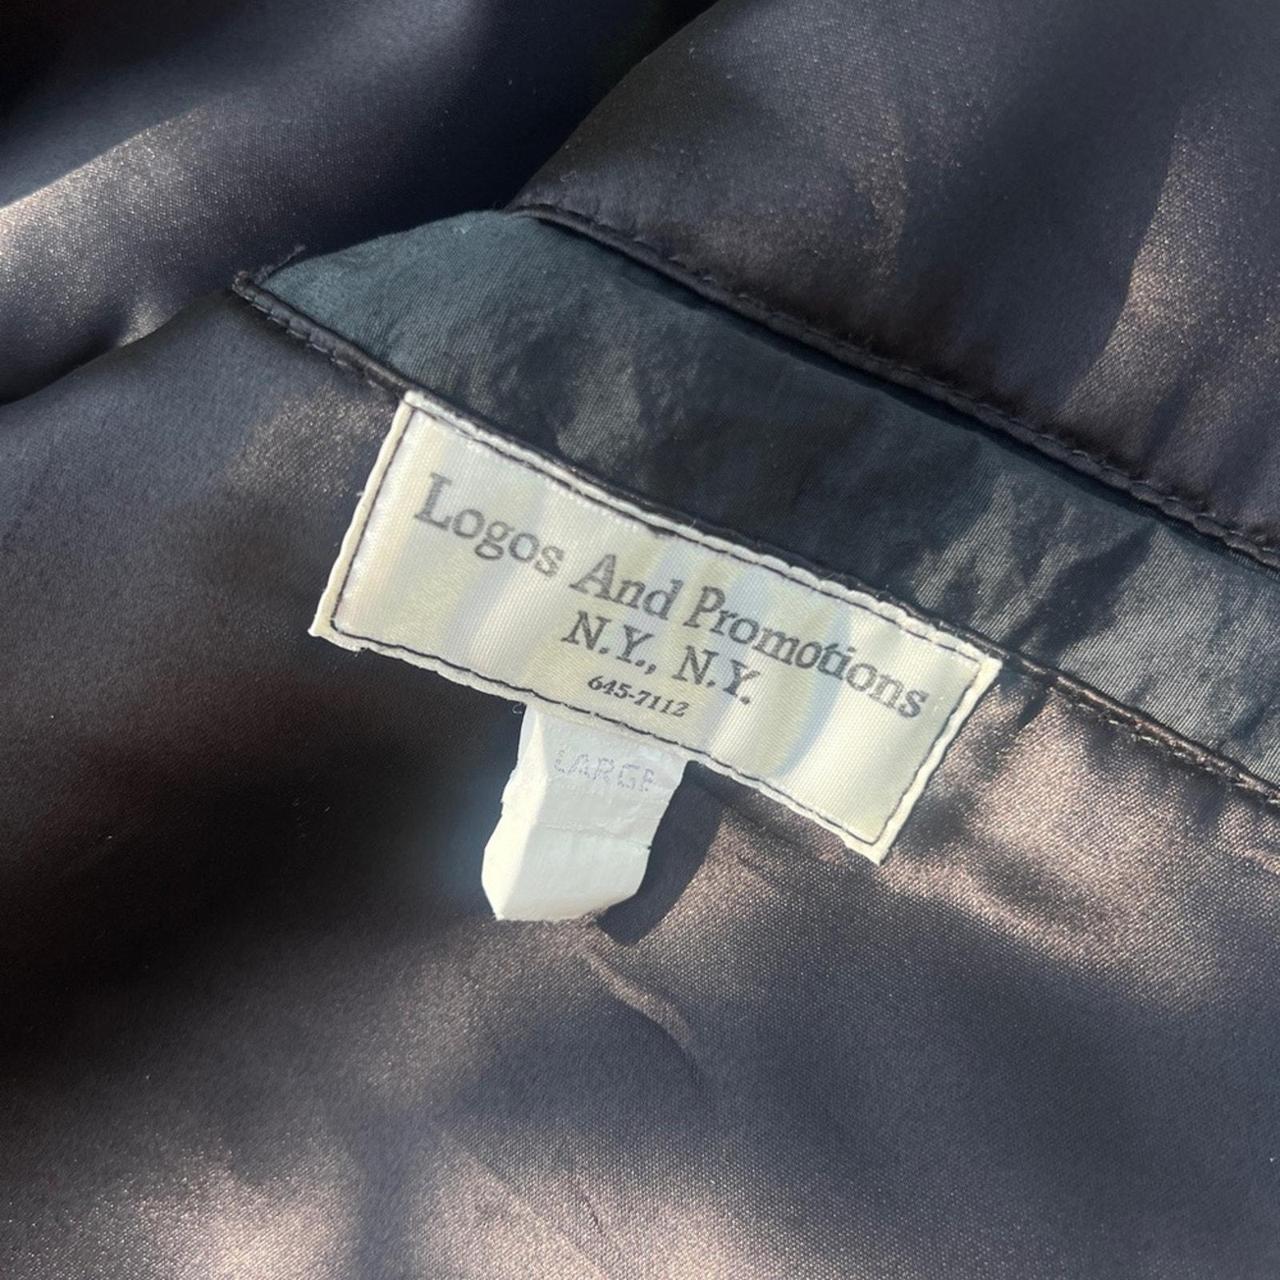 Logos And Promotions
N.Y., N.Y.
645-7112
LARGE